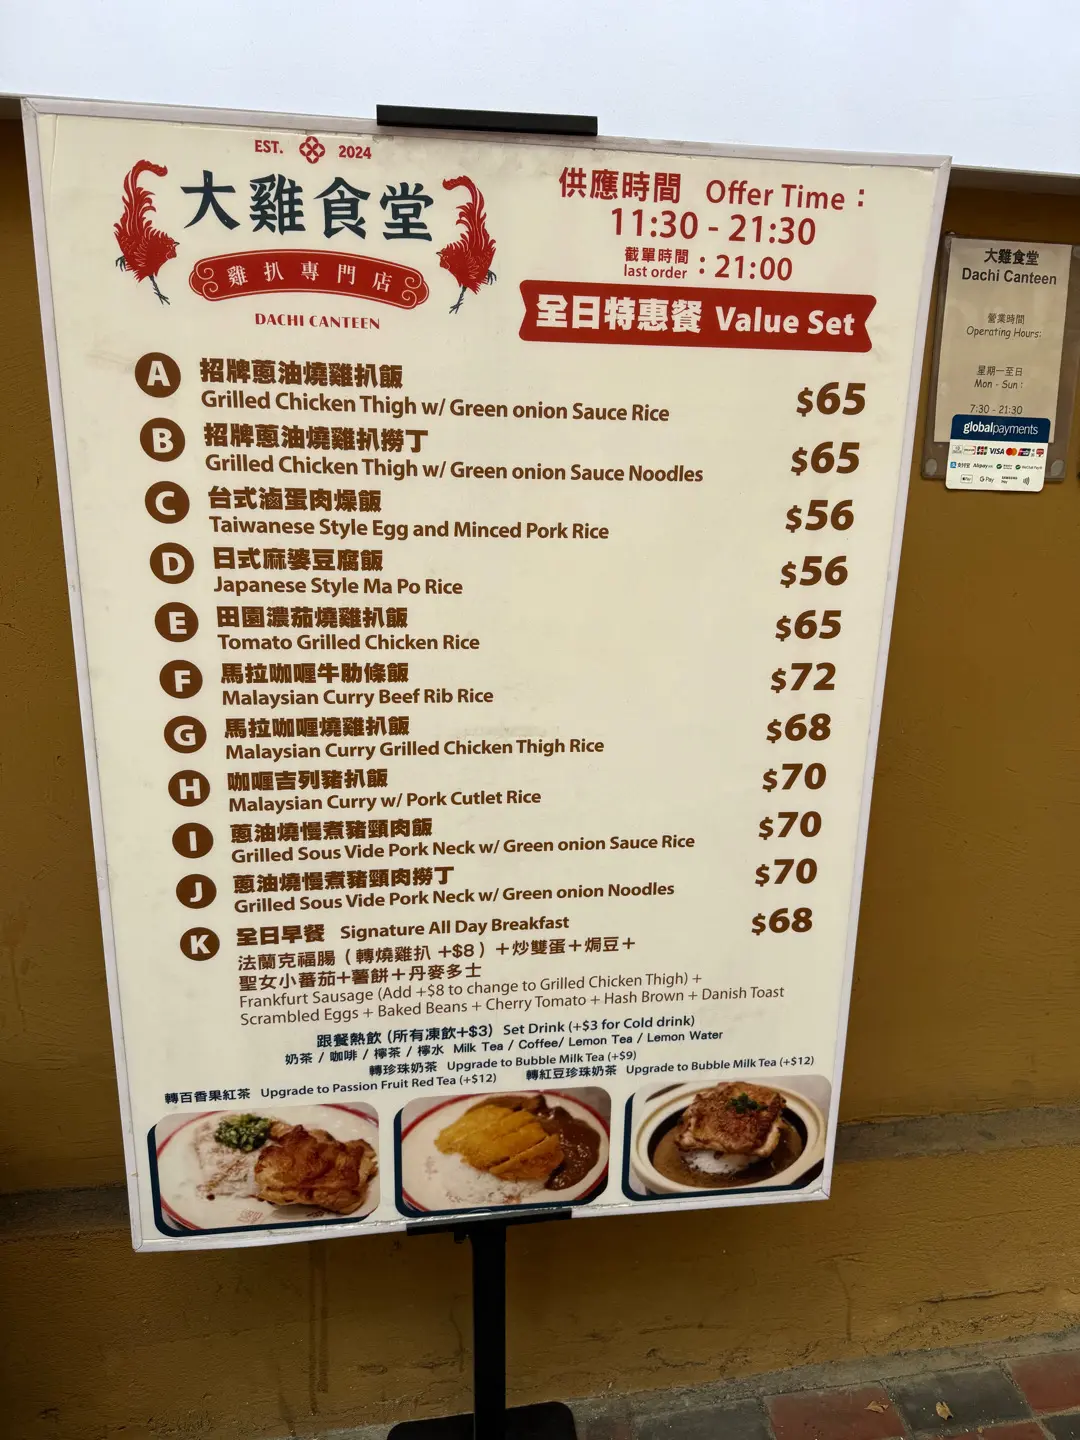 EST. 2024
大雞食堂
雞扒專門店
DACHI CANTEEN
供應時間 Offer Time：
11:30 - 21:30
截單時間
last order：21:00
全日特惠餐 Value Set
A 招牌蔥油燒雞扒飯 $65
Grilled Chicken Thigh w/ Green onion Sauce Rice
B 招牌蔥油燒雞扒撈丁 $65
Grilled Chicken Thigh w/ Green onion Sauce Noodles
C 台式滷蛋肉燥飯 $56
Taiwanese Style Egg and Minced Pork Rice
D 日式麻婆豆腐飯 $56
Japanese Style Ma Po Rice
E 田園濃茄燒雞扒飯 $65
Tomato Grilled Chicken Rice
F 馬拉咖喱牛肋條飯 $72
Malaysian Curry Beef Rib Rice
G 馬拉咖喱燒雞扒飯 $68
Malaysian Curry Grilled Chicken Thigh Rice
H 咖喱吉列豬扒飯 $70
Malaysian Curry w/ Pork Cutlet Rice
I 蔥油燒慢煮豬頸肉飯 $70
Grilled Sous Vide Pork Neck w/ Green onion Sauce Rice
J 蔥油燒慢煮豬頸肉撈丁 $70
Grilled Sous Vide Pork Neck w/ Green onion Noodles
K 全日早餐 Signature All Day Breakfast $68
法蘭克福腸（轉燒雞扒 +$8）＋炒雙蛋＋焗豆＋
聖女小蕃茄＋薯餅＋丹麥多士
Frankfurt Sausage (Add +$8 to change to Grilled Chicken Thigh) +
Scrambled Eggs + Baked Beans + Cherry Tomato + Hash Brown + Danish Toast
跟餐熱飲 (所有凍飲+$3) Set Drink (+$3 for Cold drink)
奶茶 / 咖啡 / 檸茶 / 檸水 Milk Tea / Coffee/ Lemon Tea / Lemon Water
轉珍珠奶茶 Upgrade to Bubble Milk Tea (+$9)
轉百香果紅茶 Upgrade to Passion Fruit Red Tea (+$12) 轉紅豆珍珠奶茶 Upgrade to Bubble Milk Tea (+$12)
大雞食堂
Dachi Canteen
營業時間
Operating Hours:
星期一至日
Mon - Sun :
7:30 - 21:30
globalpayments
VISA
支付宝 Alipay
Pay G Pay SAMSUNG Pay